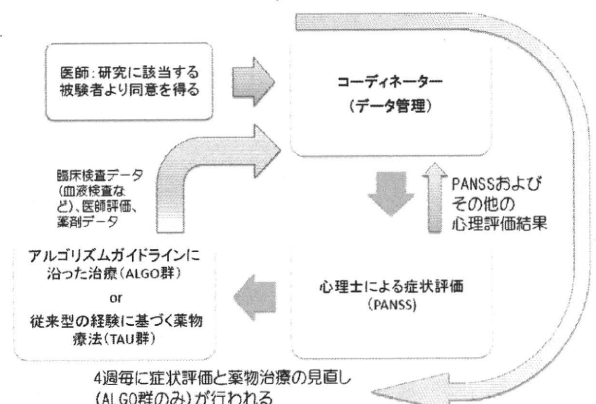 医師:研究に該当する
被験者より同意を得る
コーディネーター
(データ管理)
臨床検査データ
(血液検査な
ど)、医師評価、
薬剤データ
PANSSおよび
その他の
心理評価結果
アルゴリズムガイドラインに
沿った治療(ALGO群)
or
従来型の経験に基づく薬物
療法(TAU群)
心理士による症状評価
(PANSS)
4週毎に症状評価と薬物治療の見直し
(ALGO群のみ)が行われる